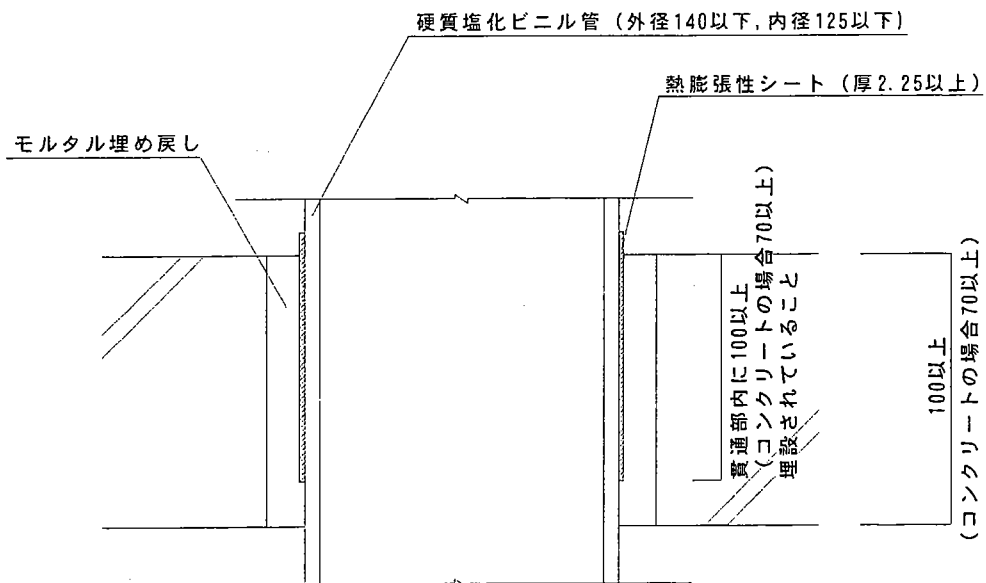 硬質塩化ビニル管 (外径140以下,内径125以下)
熱膨張性シート (厚2.25以上)
モルタル埋め戻し
貫通部内に100以上
(コンクリートの場合70以上)
埋設されていること
100以上
(コンクリートの場合70以上)